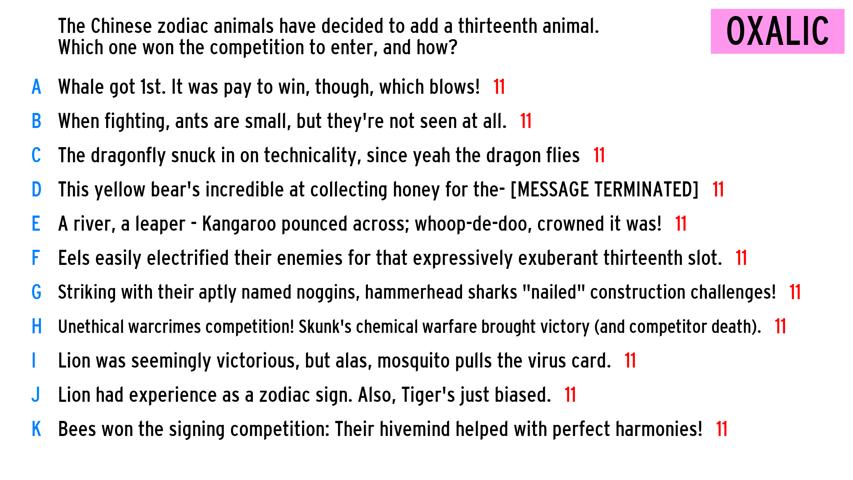 The Chinese zodiac animals have decided to add a thirteenth animal.
Which one won the competition to enter, and how?
OXALIC
A Whale got 1st. It was pay to win, though, which blows! 11
B When fighting, ants are small, but they're not seen at all. 11
C The dragonfly snuck in on technicality, since yeah the dragon flies 11
D This yellow bear's incredible at collecting honey for the- [MESSAGE TERMINATED] 11
E A river, a leaper - Kangaroo pounced across; whoop-de-doo, crowned it was! 11
F Eels easily electrified their enemies for that expressively exuberant thirteenth slot. 11
G Striking with their aptly named noggins, hammerhead sharks "nailed" construction challenges! 11
H Unethical warcrimes competition! Skunk's chemical warfare brought victory (and competitor death). 11
I Lion was seemingly victorious, but alas, mosquito pulls the virus card. 11
J Lion had experience as a zodiac sign. Also, Tiger's just biased. 11
K Bees won the signing competition: Their hivemind helped with perfect harmonies! 11